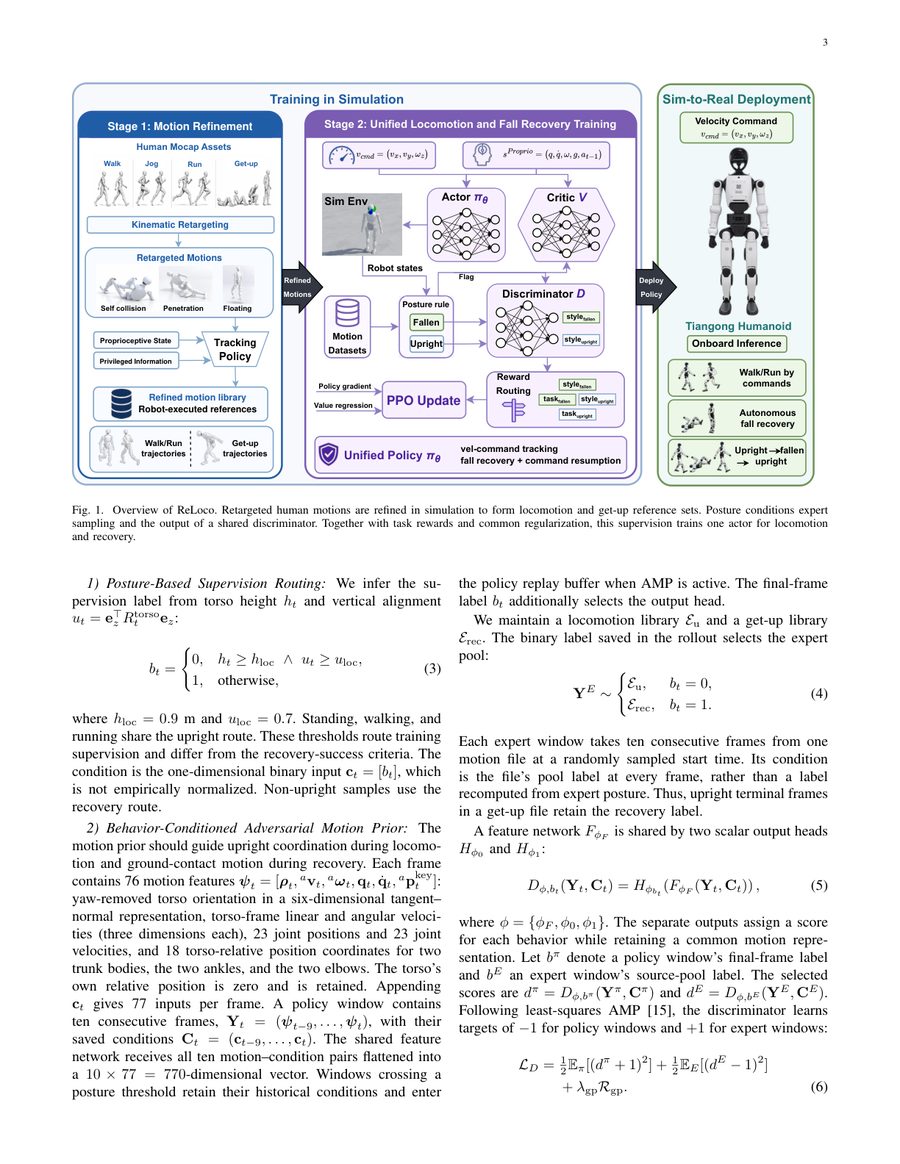 3
Training in Simulation
Stage 1: Motion Refinement
Human Mocap Assets
Walk Jog Run Get-up
Kinematic Retargeting
Retargeted Motions
Self collision Penetration Floating
Proprioceptive State
Privileged Information
Tracking
Policy
Refined motion library
Robot-executed references
Walk/Run
trajectories
Get-up
trajectories
Refined
Motions
Stage 2: Unified Locomotion and Fall Recovery Training
v_cmd = (v_x, v_y, ω_z)
s^Proprio = (q, q̇, ω, g, a_{t−1})
Sim Env
Actor π_θ
Critic V
Robot states
Flag
Motion
Datasets
Posture rule
Fallen
Upright
Discriminator D
style_fallen
style_upright
Reward
Routing
style_fallen
task_fallen style_upright
task_upright
Policy gradient
Value regression
PPO Update
Unified Policy π_θ
vel-command tracking
fall recovery + command resumption
Deploy
Policy
Sim-to-Real Deployment
Velocity Command
v_cmd = (v_x, v_y, ω_z)
Tiangong Humanoid
Onboard Inference
Walk/Run by
commands
Autonomous
fall recovery
Upright → fallen
→ upright
Fig. 1. Overview of ReLoco. Retargeted human motions are refined in simulation to form locomotion and get-up reference sets. Posture conditions expert
sampling and the output of a shared discriminator. Together with task rewards and common regularization, this supervision trains one actor for locomotion
and recovery.
1) Posture-Based Supervision Routing: We infer the su-
pervision label from torso height h_t and vertical alignment
u_t = e_z^⊤ R_t^torso e_z:
b_t = { 0, h_t ≥ h_loc ∧ u_t ≥ u_loc,
1, otherwise, (3)
where h_loc = 0.9 m and u_loc = 0.7. Standing, walking, and
running share the upright route. These thresholds route training
supervision and differ from the recovery-success criteria. The
condition is the one-dimensional binary input c_t = [b_t], which
is not empirically normalized. Non-upright samples use the
recovery route.
2) Behavior-Conditioned Adversarial Motion Prior: The
motion prior should guide upright coordination during locomo-
tion and ground-contact motion during recovery. Each frame
contains 76 motion features ψ_t = [ρ_t, ^a v_t, ^a ω_t, q_t, q̇_t, ^a p_t^key]:
yaw-removed torso orientation in a six-dimensional tangent–
normal representation, torso-frame linear and angular veloci-
ties (three dimensions each), 23 joint positions and 23 joint
velocities, and 18 torso-relative position coordinates for two
trunk bodies, the two ankles, and the two elbows. The torso's
own relative position is zero and is retained. Appending
c_t gives 77 inputs per frame. A policy window contains
ten consecutive frames, Y_t = (ψ_{t−9}, . . . , ψ_t), with their
saved conditions C_t = (c_{t−9}, . . . , c_t). The shared feature
network receives all ten motion–condition pairs flattened into
a 10 × 77 = 770-dimensional vector. Windows crossing a
posture threshold retain their historical conditions and enter
the policy replay buffer when AMP is active. The final-frame
label b_t additionally selects the output head.
We maintain a locomotion library ℰ_u and a get-up library
ℰ_rec. The binary label saved in the rollout selects the expert
pool:
Y^E ∼ { ℰ_u, b_t = 0,
ℰ_rec, b_t = 1. (4)
Each expert window takes ten consecutive frames from one
motion file at a randomly sampled start time. Its condition
is the file's pool label at every frame, rather than a label
recomputed from expert posture. Thus, upright terminal frames
in a get-up file retain the recovery label.
A feature network F_{ϕ_F} is shared by two scalar output heads
H_{ϕ_0} and H_{ϕ_1}:
D_{ϕ,b_t}(Y_t, C_t) = H_{ϕ_{b_t}}(F_{ϕ_F}(Y_t, C_t)), (5)
where ϕ = {ϕ_F, ϕ_0, ϕ_1}. The separate outputs assign a score
for each behavior while retaining a common motion repre-
sentation. Let b^π denote a policy window's final-frame label
and b^E an expert window's source-pool label. The selected
scores are d^π = D_{ϕ,b^π}(Y^π, C^π) and d^E = D_{ϕ,b^E}(Y^E, C^E).
Following least-squares AMP [15], the discriminator learns
targets of −1 for policy windows and +1 for expert windows:
ℒ_D = ½𝔼_π[(d^π + 1)²] + ½𝔼_E[(d^E − 1)²]
+ λ_gp ℛ_gp. (6)